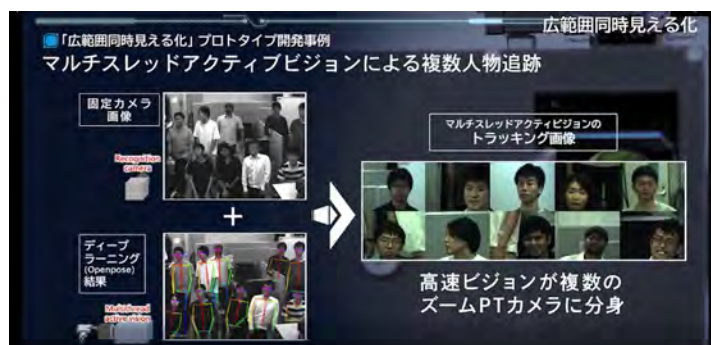 広範囲同時見える化
「広範囲同時見える化」プロトタイプ開発事例
マルチスレッドアクティブビジョンによる複数人物追跡
固定カメラ
画像
Recognition
camera
+
ディープ
ラーニング
(Openpose)
結果
Multithread
active vision
マルチスレッドアクティビジョンの
トラッキング画像
高速ビジョンが複数の
ズームPTカメラに分身